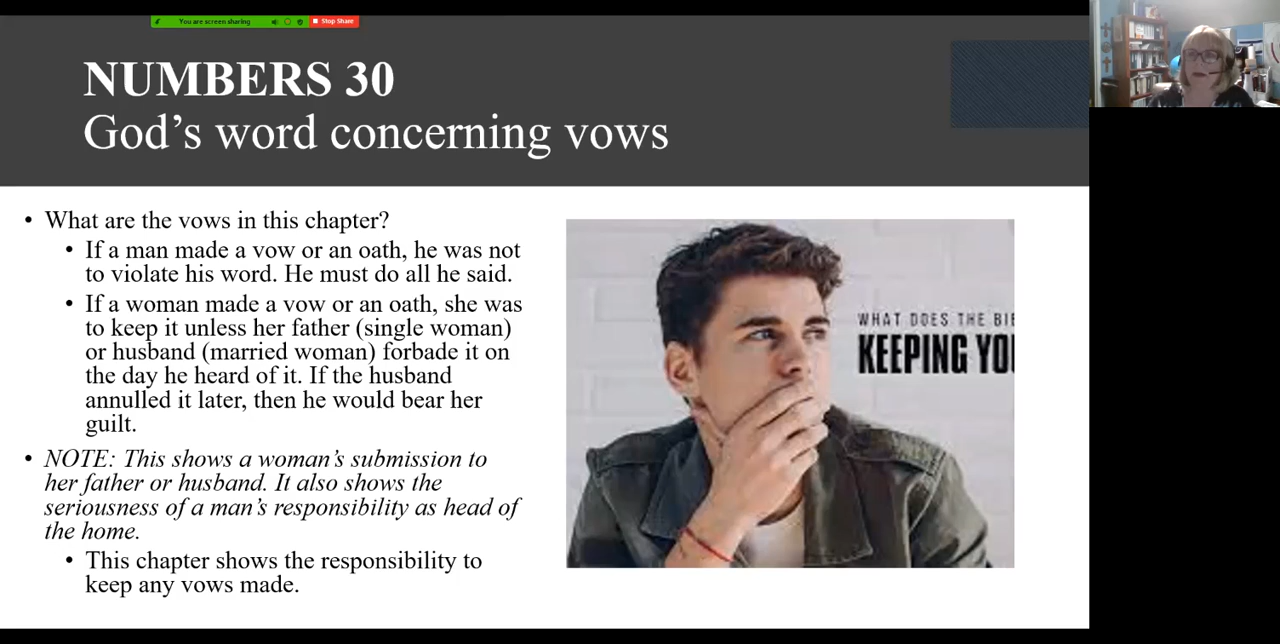 You are screen sharing
Stop Share
NUMBERS 30
God's word concerning vows
• What are the vows in this chapter?
• If a man made a vow or an oath, he was not
to violate his word. He must do all he said.
• If a woman made a vow or an oath, she was
to keep it unless her father (single woman)
or husband (married woman) forbade it on
the day he heard of it. If the husband
annulled it later, then he would bear her
guilt.
• NOTE: This shows a woman's submission to
her father or husband. It also shows the
seriousness of a man's responsibility as head of
the home.
• This chapter shows the responsibility to
keep any vows made.
WHAT DOES THE BI
KEEPING YO